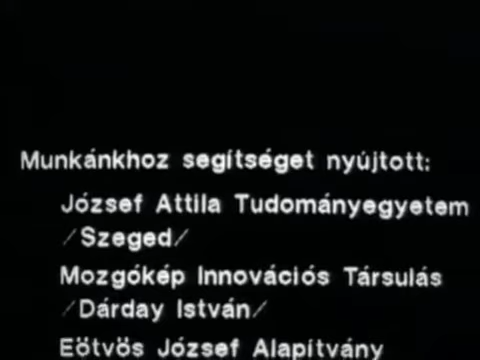 Munkánkhoz segítséget nyújtott:
József Attila Tudományegyetem
/Szeged/
Mozgókép Innovációs Társulás
/Dárday István/
Eötvös József Alapítvány